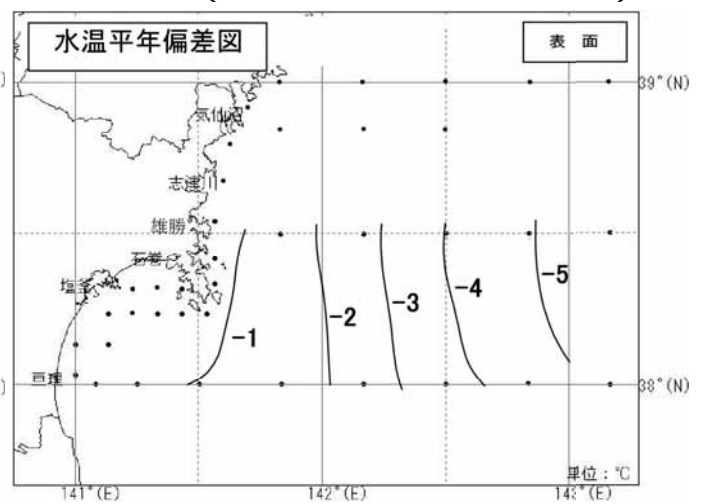 水温平年偏差図
表 面
39°(N)
気仙沼
志津川
雄勝
石巻
塩釜
-1
-2
-3
-4
-5
亘理
38°(N)
単位：℃
141°(E)
142°(E)
143°(E)